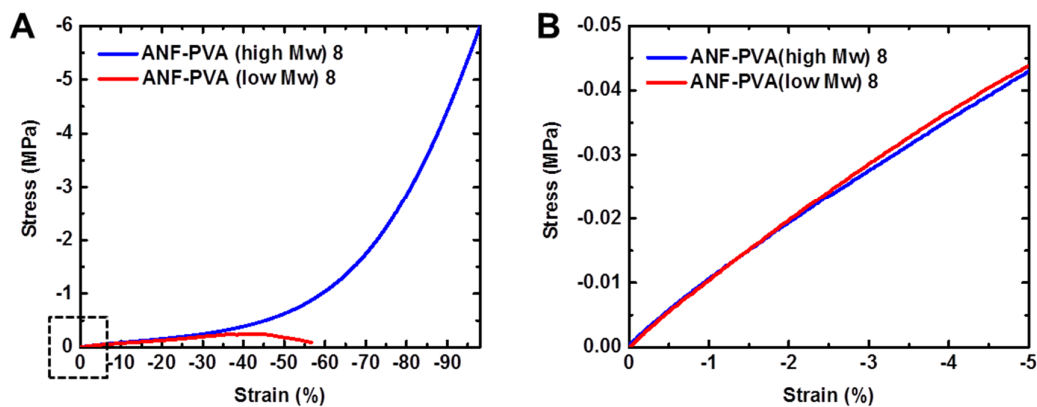 A
-6
-5
-4
-3
-2
-1
0
Stress (MPa)
ANF-PVA (high Mw) 8
ANF-PVA (low Mw) 8
0 -10 -20 -30 -40 -50 -60 -70 -80 -90
Strain (%)
B
-0.05
-0.04
-0.03
-0.02
-0.01
0.00
Stress (MPa)
ANF-PVA(high Mw) 8
ANF-PVA(low Mw) 8
0 -1 -2 -3 -4 -5
Strain (%)